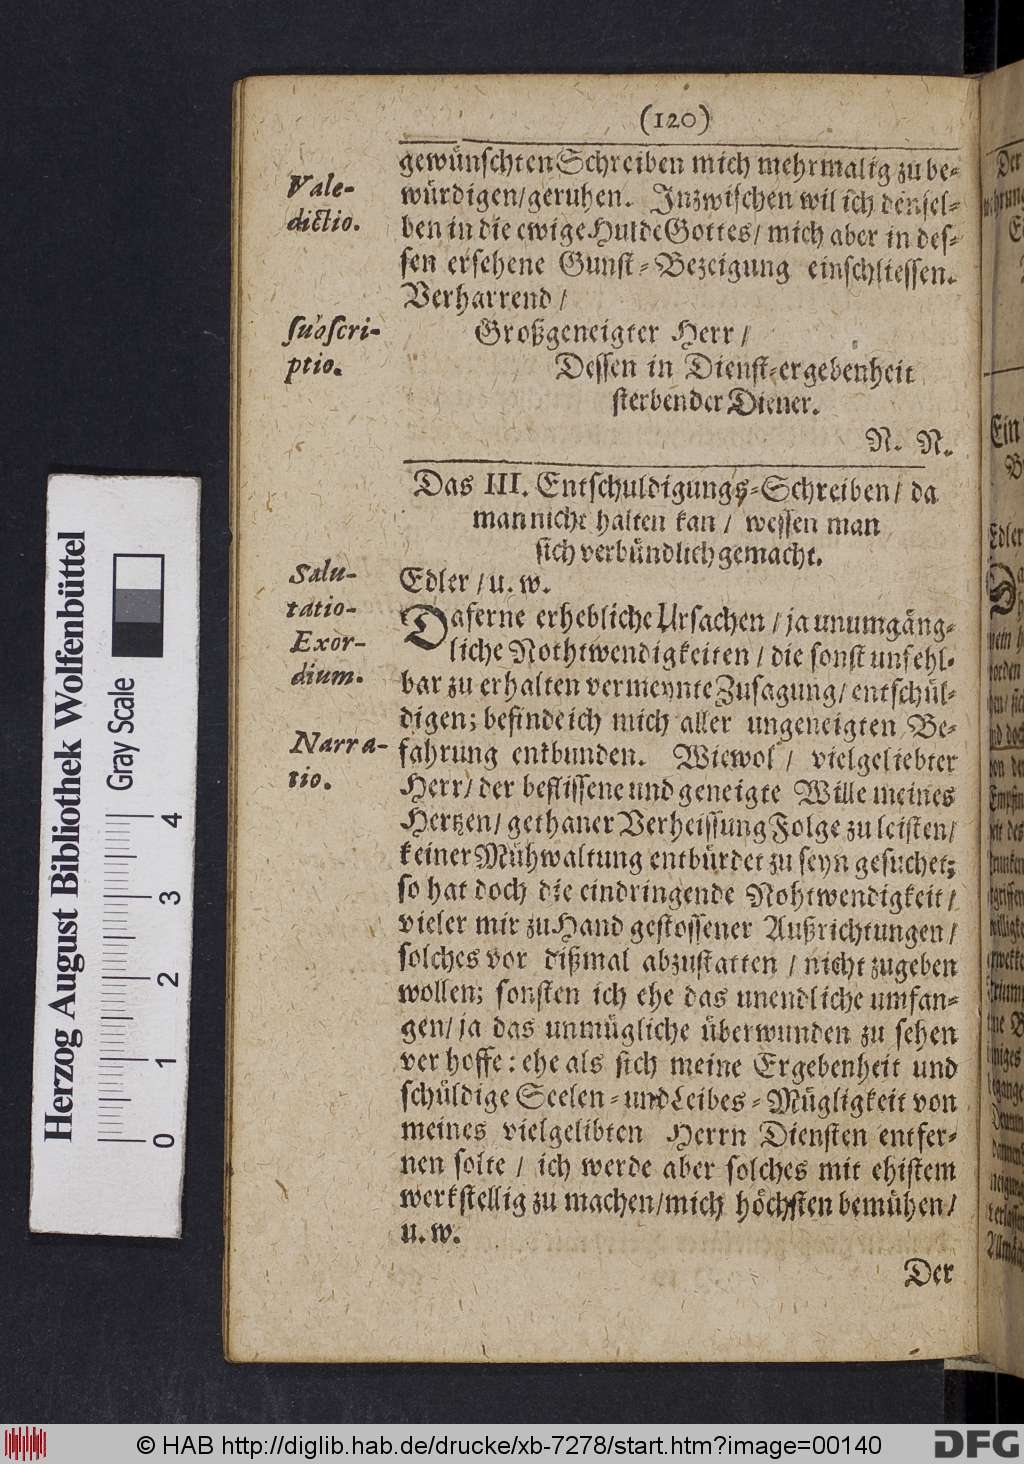 (120)
gewünschten Schreiben mich mehrmalig zu be-
Vale-
würdigen/geruhen. Inzwischen wil ich densel-
dictio.
ben in die ewige Hulde Gottes/ mich aber in des-
sen ersehene Gunst-Bezeigung einschliessen.
Verharrend/
suoscri-
Großgeneigter Herr/
ptio.
Dessen in Dienst-ergebenheit
sterbender Diener.
N. N.
Das III. Entschuldigungs-Schreiben/ da
man nicht halten kan/ wessen man
sich verbündlich gemacht.
Salu-
Edler/u. w.
tatio-
Daferne erhebliche Ursachen/ja unumgäng-
Exor-
liche Nothtwendigkeiten/ die sonst unfehl-
dium.
bar zu erhalten vermeynte Zusagung/ entschül-
digen; befinde ich mich aller ungeneigten Be-
Narra-
fahrung entbunden. Wiewol/ vielgeliebter
tio.
Herr/ der beflissene und geneigte Wille meines
Hertzen/ gethaner Verheissung Folge zu leisten/
keiner Mühwaltung entbürdet zu seyn gesuchet;
so hat doch die eindringende Nohtwendigkeit/
vieler mir zu Hand gestossener Außrichtungen/
solches vor dißmal abzustatten/ nicht zugeben
wollen; sonsten ich ehe das unendliche umfan-
gen/ja das unmügliche überwunden zu sehen
verhoffe: ehe als sich meine Ergebenheit und
schüldige Seelen-und Leibes-Mügligkeit von
meines vielgelibten Herrn Diensten entfer-
nen solte/ ich werde aber solches mit ehistem
werkstellig zu machen/mich höchsten bemühen/
u. w.
Der
Herzog August Bibliothek Wolfenbüttel
Gray Scale
0 1 2 3 4
© HAB http://diglib.hab.de/drucke/xb-7278/start.htm?image=00140
DFG